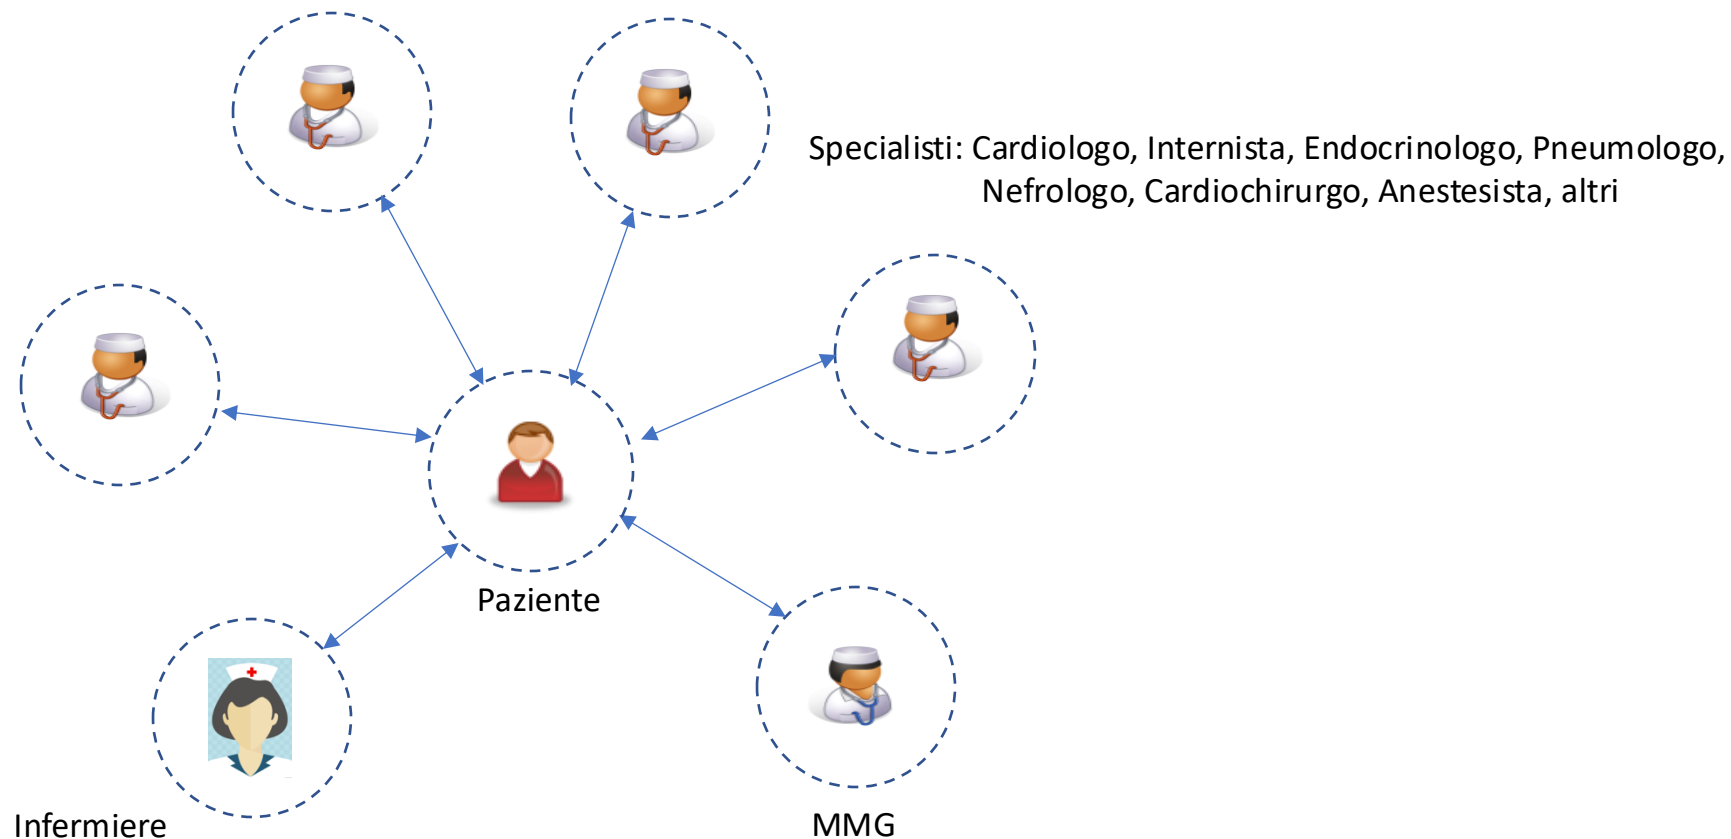 Specialisti: Cardiologo, Internista, Endocrinologo, Pneumologo,
Nefrologo, Cardiochirurgo, Anestesista, altri
Paziente
Infermiere
MMG